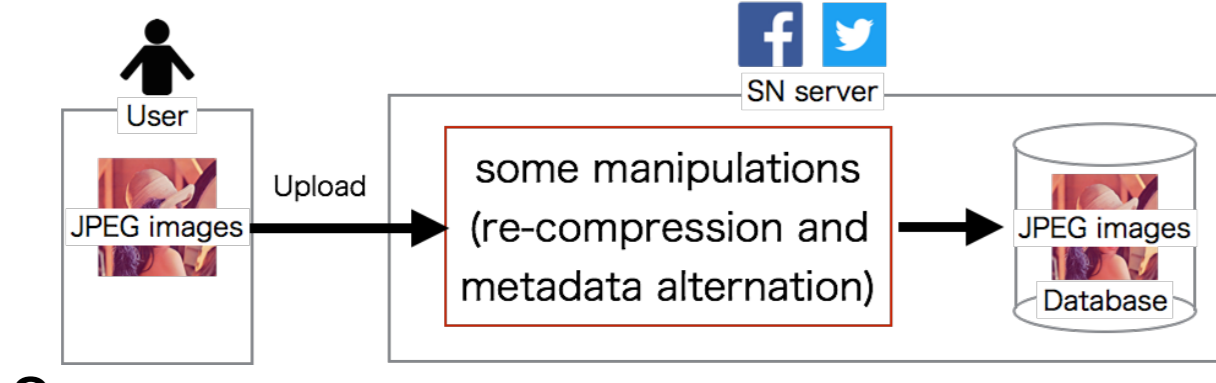 SN server
User
Upload
JPEG images
some manipulations
(re-compression and
metadata alternation)
JPEG images
Database